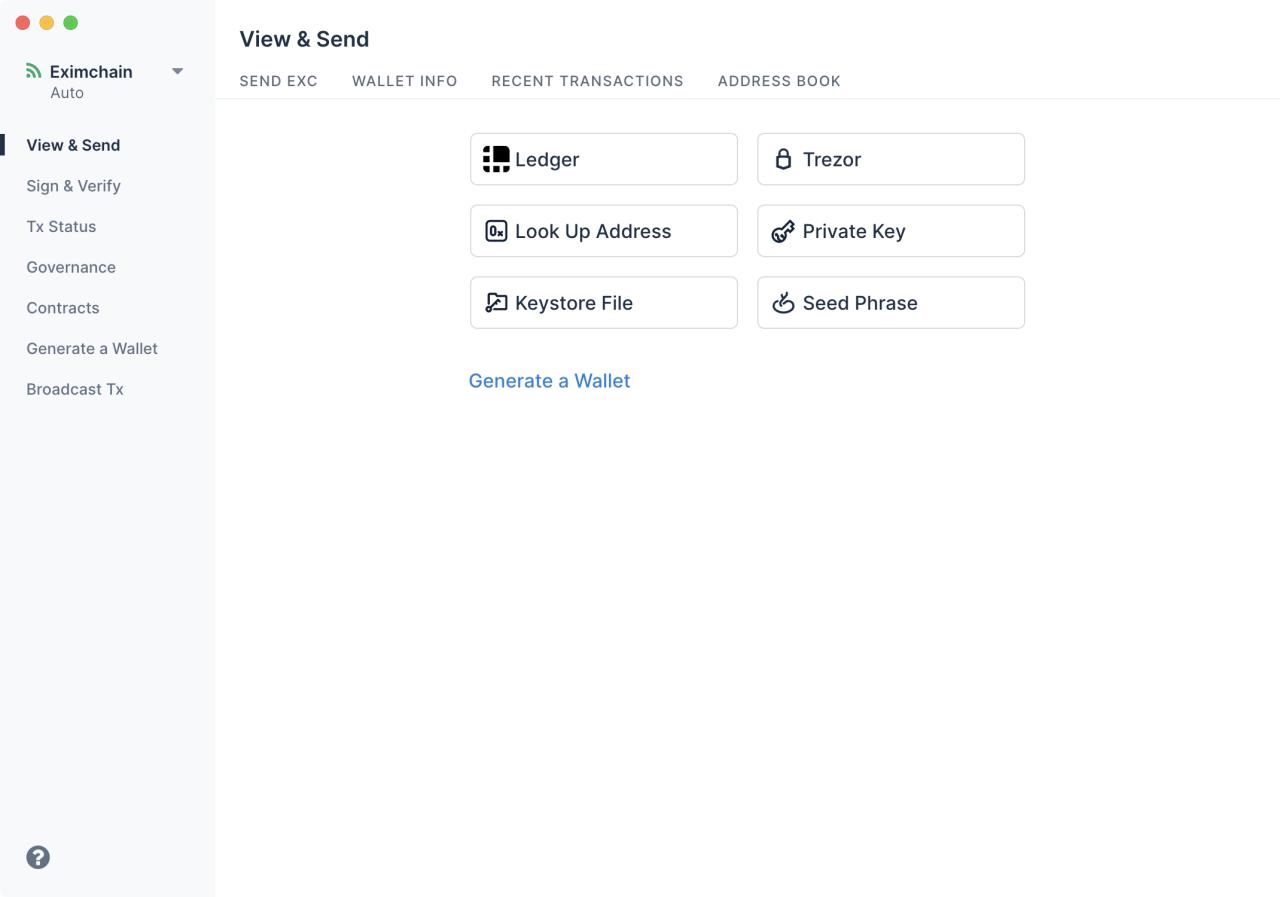 Eximchain
Auto
View & Send
Sign & Verify
Tx Status
Governance
Contracts
Generate a Wallet
Broadcast Tx
View & Send
SEND EXC
WALLET INFO
RECENT TRANSACTIONS
ADDRESS BOOK
Ledger
Trezor
0x
Look Up Address
Private Key
Keystore File
Seed Phrase
Generate a Wallet
?